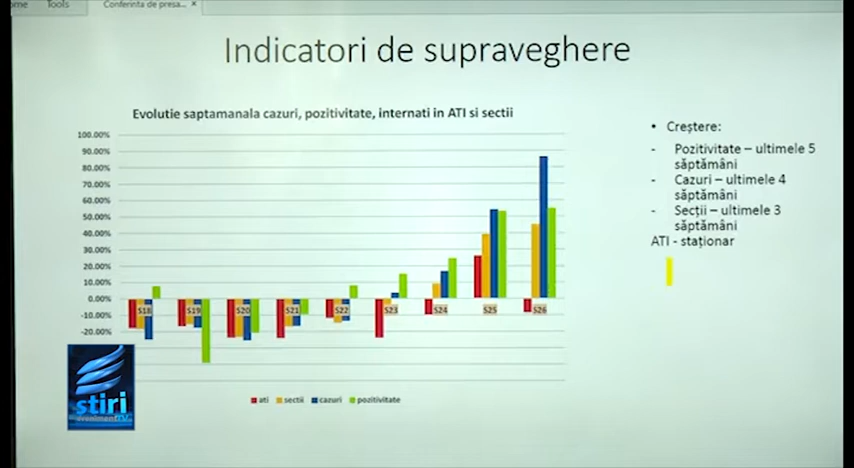 ome Tools Conferinta de presa... ×
Indicatori de supraveghere
Evolutie saptamanala cazuri, pozitivitate, internati in ATI si sectii
100.00%
90.00%
80.00%
70.00%
60.00%
50.00%
40.00%
30.00%
20.00%
10.00%
0.00%
-10.00%
-20.00%
S18 S19 S20 S21 S22 S23 S24 S25 S26
ati sectii cazuri pozitivitate
• Creștere:
- Pozitivitate – ultimele 5
săptămâni
- Cazuri – ultimele 4
săptămâni
- Secții – ultimele 3
săptămâni
ATI - staționar
stiri